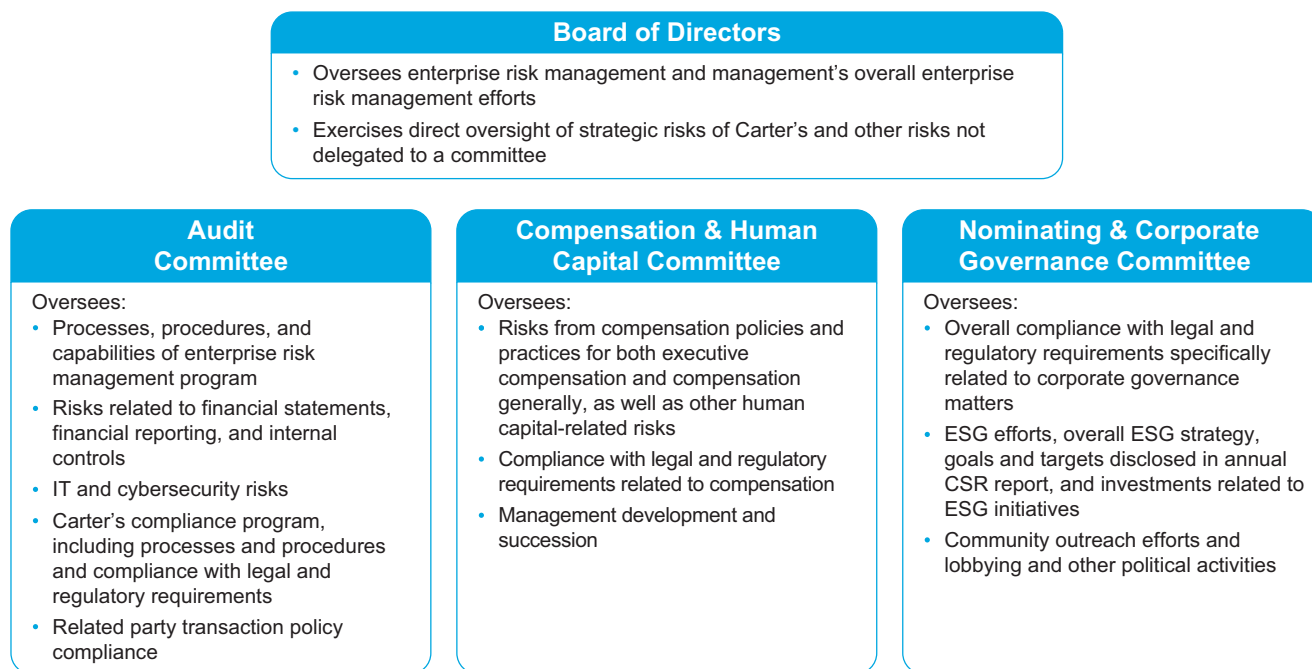 Board of Directors
• Oversees enterprise risk management and management's overall enterprise
risk management efforts
• Exercises direct oversight of strategic risks of Carter's and other risks not
delegated to a committee
Audit
Committee
Oversees:
• Processes, procedures, and
capabilities of enterprise risk
management program
• Risks related to financial statements,
financial reporting, and internal
controls
• IT and cybersecurity risks
• Carter's compliance program,
including processes and procedures
and compliance with legal and
regulatory requirements
• Related party transaction policy
compliance
Compensation & Human
Capital Committee
Oversees:
• Risks from compensation policies and
practices for both executive
compensation and compensation
generally, as well as other human
capital-related risks
• Compliance with legal and regulatory
requirements related to compensation
• Management development and
succession
Nominating & Corporate
Governance Committee
Oversees:
• Overall compliance with legal and
regulatory requirements specifically
related to corporate governance
matters
• ESG efforts, overall ESG strategy,
goals and targets disclosed in annual
CSR report, and investments related to
ESG initiatives
• Community outreach efforts and
lobbying and other political activities